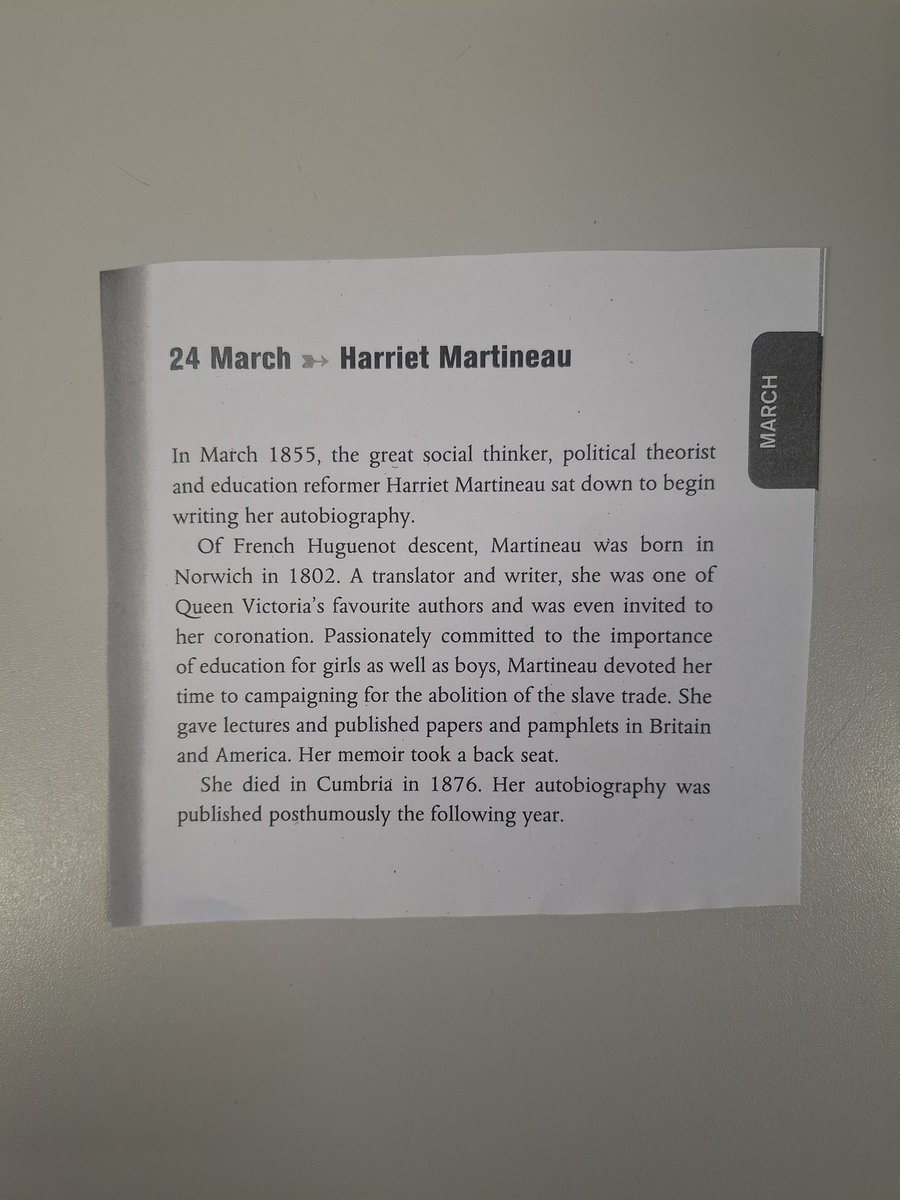 24 March ➳ Harriet Martineau
MARCH
In March 1855, the great social thinker, political theorist
and education reformer Harriet Martineau sat down to begin
writing her autobiography.
Of French Huguenot descent, Martineau was born in
Norwich in 1802. A translator and writer, she was one of
Queen Victoria's favourite authors and was even invited to
her coronation. Passionately committed to the importance
of education for girls as well as boys, Martineau devoted her
time to campaigning for the abolition of the slave trade. She
gave lectures and published papers and pamphlets in Britain
and America. Her memoir took a back seat.
She died in Cumbria in 1876. Her autobiography was
published posthumously the following year.